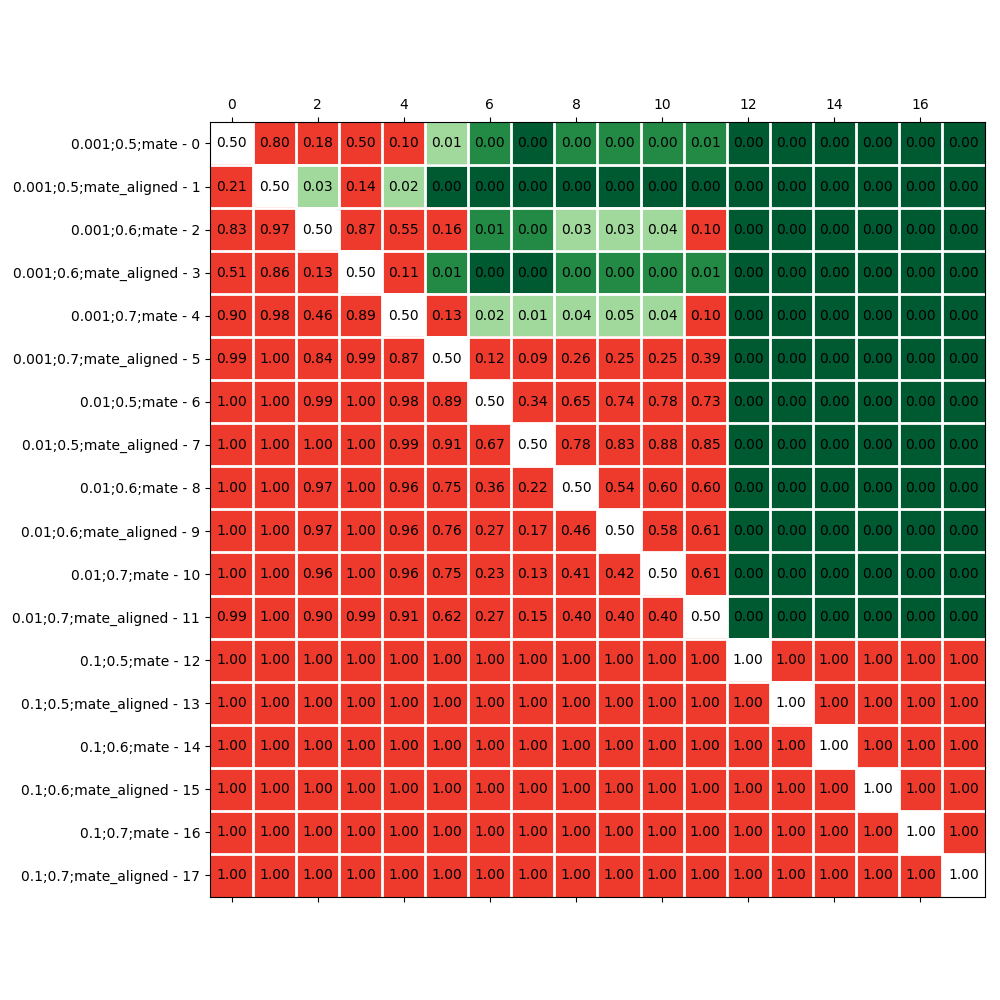 0 2 4 6 8 10 12 14 16
0.001;0.5;mate - 0 0.50 0.80 0.18 0.50 0.10 0.01 0.00 0.00 0.00 0.00 0.00 0.01 0.00 0.00 0.00 0.00 0.00 0.00
0.001;0.5;mate_aligned - 1 0.21 0.50 0.03 0.14 0.02 0.00 0.00 0.00 0.00 0.00 0.00 0.00 0.00 0.00 0.00 0.00 0.00 0.00
0.001;0.6;mate - 2 0.83 0.97 0.50 0.87 0.55 0.16 0.01 0.00 0.03 0.03 0.04 0.10 0.00 0.00 0.00 0.00 0.00 0.00
0.001;0.6;mate_aligned - 3 0.51 0.86 0.13 0.50 0.11 0.01 0.00 0.00 0.00 0.00 0.00 0.01 0.00 0.00 0.00 0.00 0.00 0.00
0.001;0.7;mate - 4 0.90 0.98 0.46 0.89 0.50 0.13 0.02 0.01 0.04 0.05 0.04 0.10 0.00 0.00 0.00 0.00 0.00 0.00
0.001;0.7;mate_aligned - 5 0.99 1.00 0.84 0.99 0.87 0.50 0.12 0.09 0.26 0.25 0.25 0.39 0.00 0.00 0.00 0.00 0.00 0.00
0.01;0.5;mate - 6 1.00 1.00 0.99 1.00 0.98 0.89 0.50 0.34 0.65 0.74 0.78 0.73 0.00 0.00 0.00 0.00 0.00 0.00
0.01;0.5;mate_aligned - 7 1.00 1.00 1.00 1.00 0.99 0.91 0.67 0.50 0.78 0.83 0.88 0.85 0.00 0.00 0.00 0.00 0.00 0.00
0.01;0.6;mate - 8 1.00 1.00 0.97 1.00 0.96 0.75 0.36 0.22 0.50 0.54 0.60 0.60 0.00 0.00 0.00 0.00 0.00 0.00
0.01;0.6;mate_aligned - 9 1.00 1.00 0.97 1.00 0.96 0.76 0.27 0.17 0.46 0.50 0.58 0.61 0.00 0.00 0.00 0.00 0.00 0.00
0.01;0.7;mate - 10 1.00 1.00 0.96 1.00 0.96 0.75 0.23 0.13 0.41 0.42 0.50 0.61 0.00 0.00 0.00 0.00 0.00 0.00
0.01;0.7;mate_aligned - 11 0.99 1.00 0.90 0.99 0.91 0.62 0.27 0.15 0.40 0.40 0.40 0.50 0.00 0.00 0.00 0.00 0.00 0.00
0.1;0.5;mate - 12 1.00 1.00 1.00 1.00 1.00 1.00 1.00 1.00 1.00 1.00 1.00 1.00 1.00 1.00 1.00 1.00 1.00 1.00
0.1;0.5;mate_aligned - 13 1.00 1.00 1.00 1.00 1.00 1.00 1.00 1.00 1.00 1.00 1.00 1.00 1.00 1.00 1.00 1.00 1.00 1.00
0.1;0.6;mate - 14 1.00 1.00 1.00 1.00 1.00 1.00 1.00 1.00 1.00 1.00 1.00 1.00 1.00 1.00 1.00 1.00 1.00 1.00
0.1;0.6;mate_aligned - 15 1.00 1.00 1.00 1.00 1.00 1.00 1.00 1.00 1.00 1.00 1.00 1.00 1.00 1.00 1.00 1.00 1.00 1.00
0.1;0.7;mate - 16 1.00 1.00 1.00 1.00 1.00 1.00 1.00 1.00 1.00 1.00 1.00 1.00 1.00 1.00 1.00 1.00 1.00 1.00
0.1;0.7;mate_aligned - 17 1.00 1.00 1.00 1.00 1.00 1.00 1.00 1.00 1.00 1.00 1.00 1.00 1.00 1.00 1.00 1.00 1.00 1.00